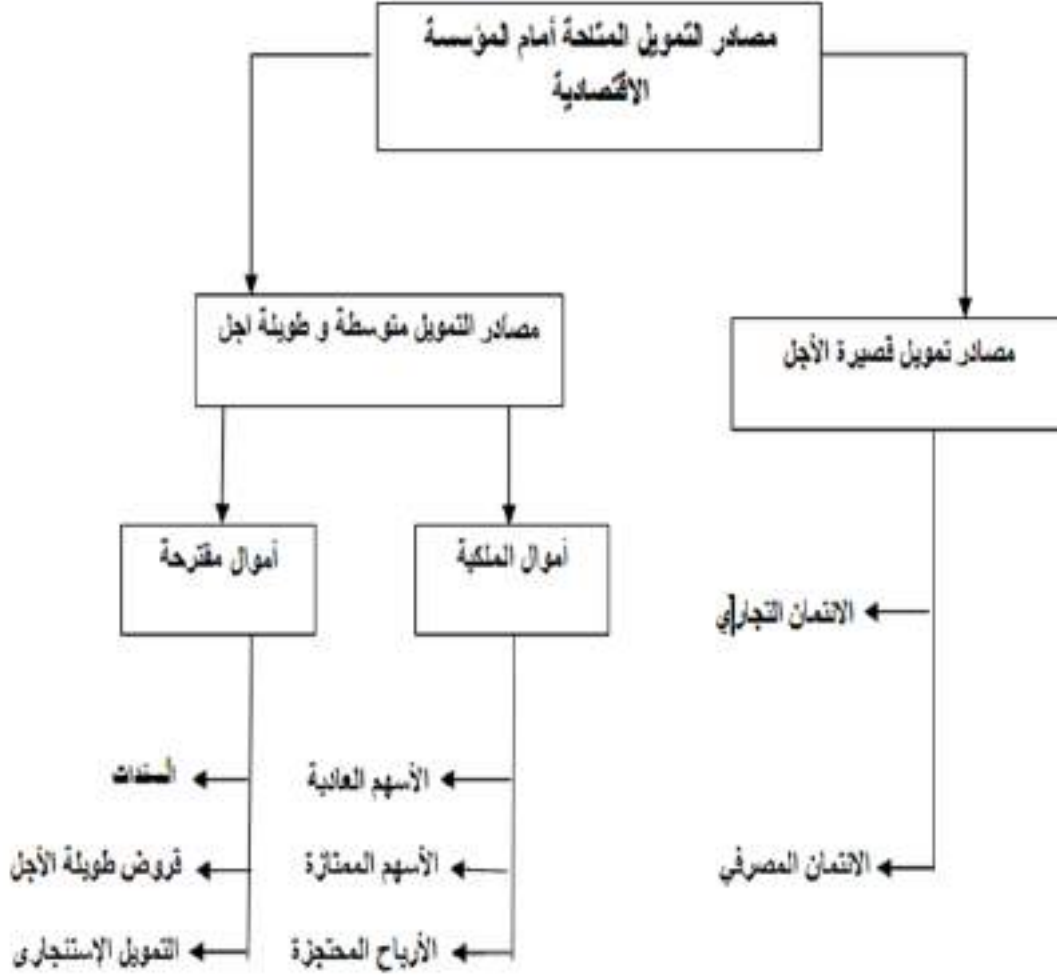 مصادر التمويل المتاحة أمام المؤسسة
الاقتصادية
مصادر تمويل قصيرة الأجل
الائتمان التجاري
الائتمان المصرفي
مصادر التمويل متوسطة و طويلة اجل
أموال الملكية
الأسهم العادية
الأسهم الممتازة
الأرباح المحتجزة
أموال مقترحة
السندات
قروض طويلة الأجل
التمويل الإستنجارى